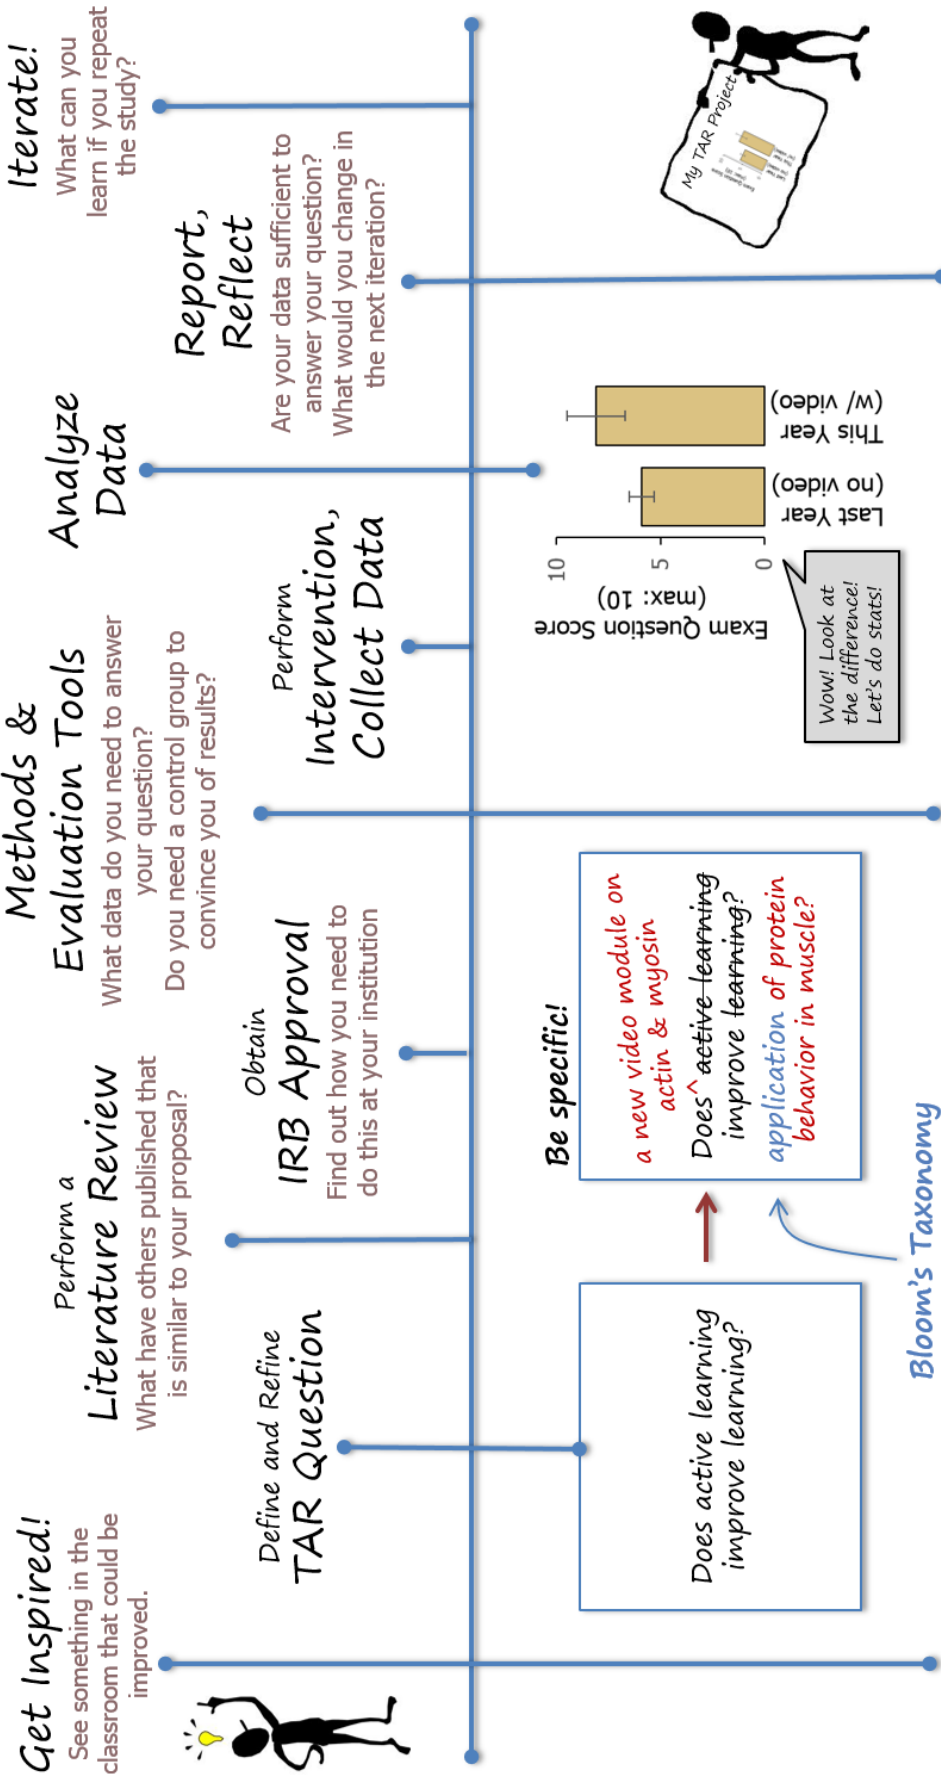 Get Inspired!
See something in the
classroom that could be
improved.
Define and Refine
TAR Question
Perform a
Literature Review
What have others published that
is similar to your proposal?
Obtain
IRB Approval
Find out how you need to
do this at your institution
Methods &
Evaluation Tools
What data do you need to answer
your question?
Do you need a control group to
convince you of results?
Perform
Intervention,
Collect Data
Analyze
Data
Report,
Reflect
Are your data sufficient to
answer your question?
What would you change in
the next iteration?
Iterate!
What can you
learn if you repeat
the study?
Does active learning
improve learning?
Be specific!
a new video module on
actin & myosin
Does ^ active learning
improve learning?
application of protein
behavior in muscle?
Bloom's Taxonomy
Exam Question Score
(max: 10)
10
5
0
Last Year
(no video)
This Year
(w/ video)
Wow! Look at
the difference!
Let's do stats!
My TAR Project